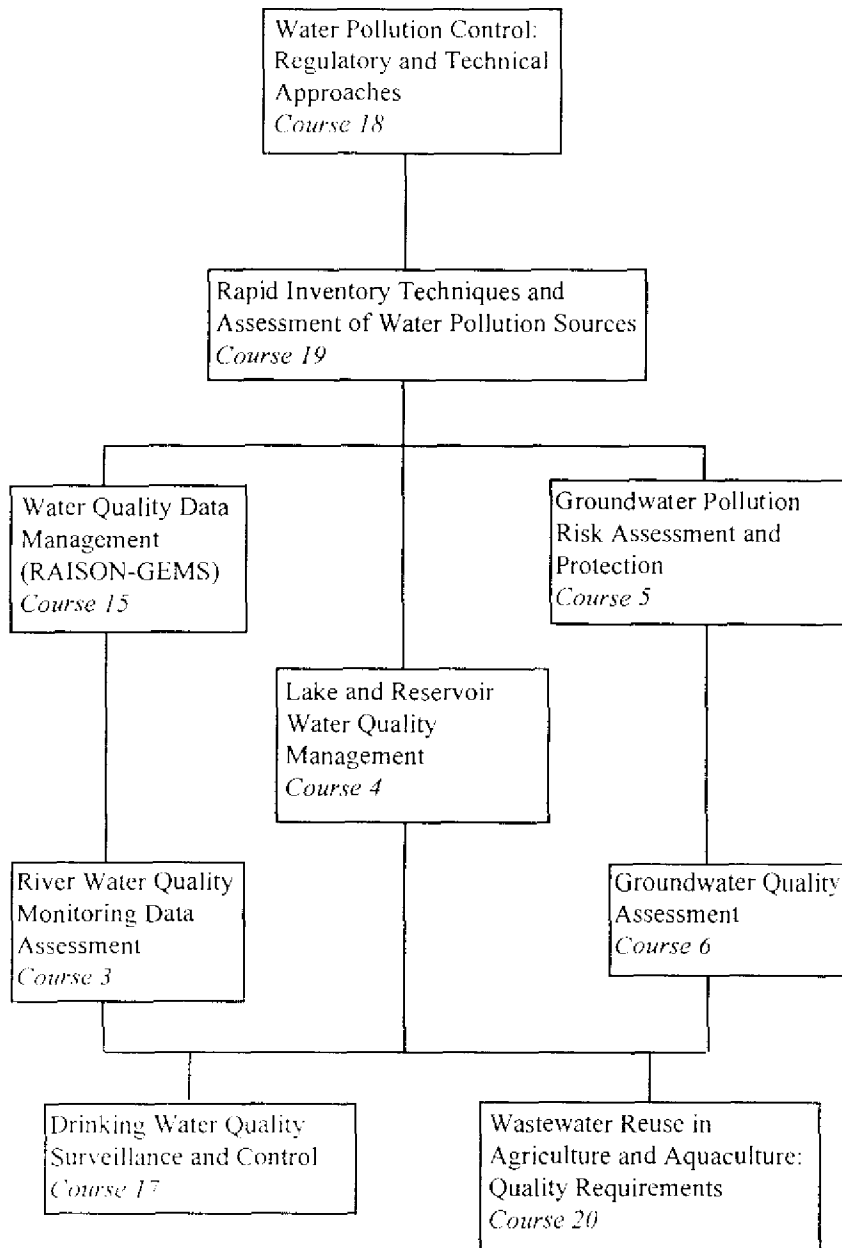 Water Pollution Control:
Regulatory and Technical
Approaches
Course 18
Rapid Inventory Techniques and
Assessment of Water Pollution Sources
Course 19
Water Quality Data
Management
(RAISON-GEMS)
Course 15
Groundwater Pollution
Risk Assessment and
Protection
Course 5
Lake and Reservoir
Water Quality
Management
Course 4
River Water Quality
Monitoring Data
Assessment
Course 3
Groundwater Quality
Assessment
Course 6
Drinking Water Quality
Surveillance and Control
Course 17
Wastewater Reuse in
Agriculture and Aquaculture:
Quality Requirements
Course 20